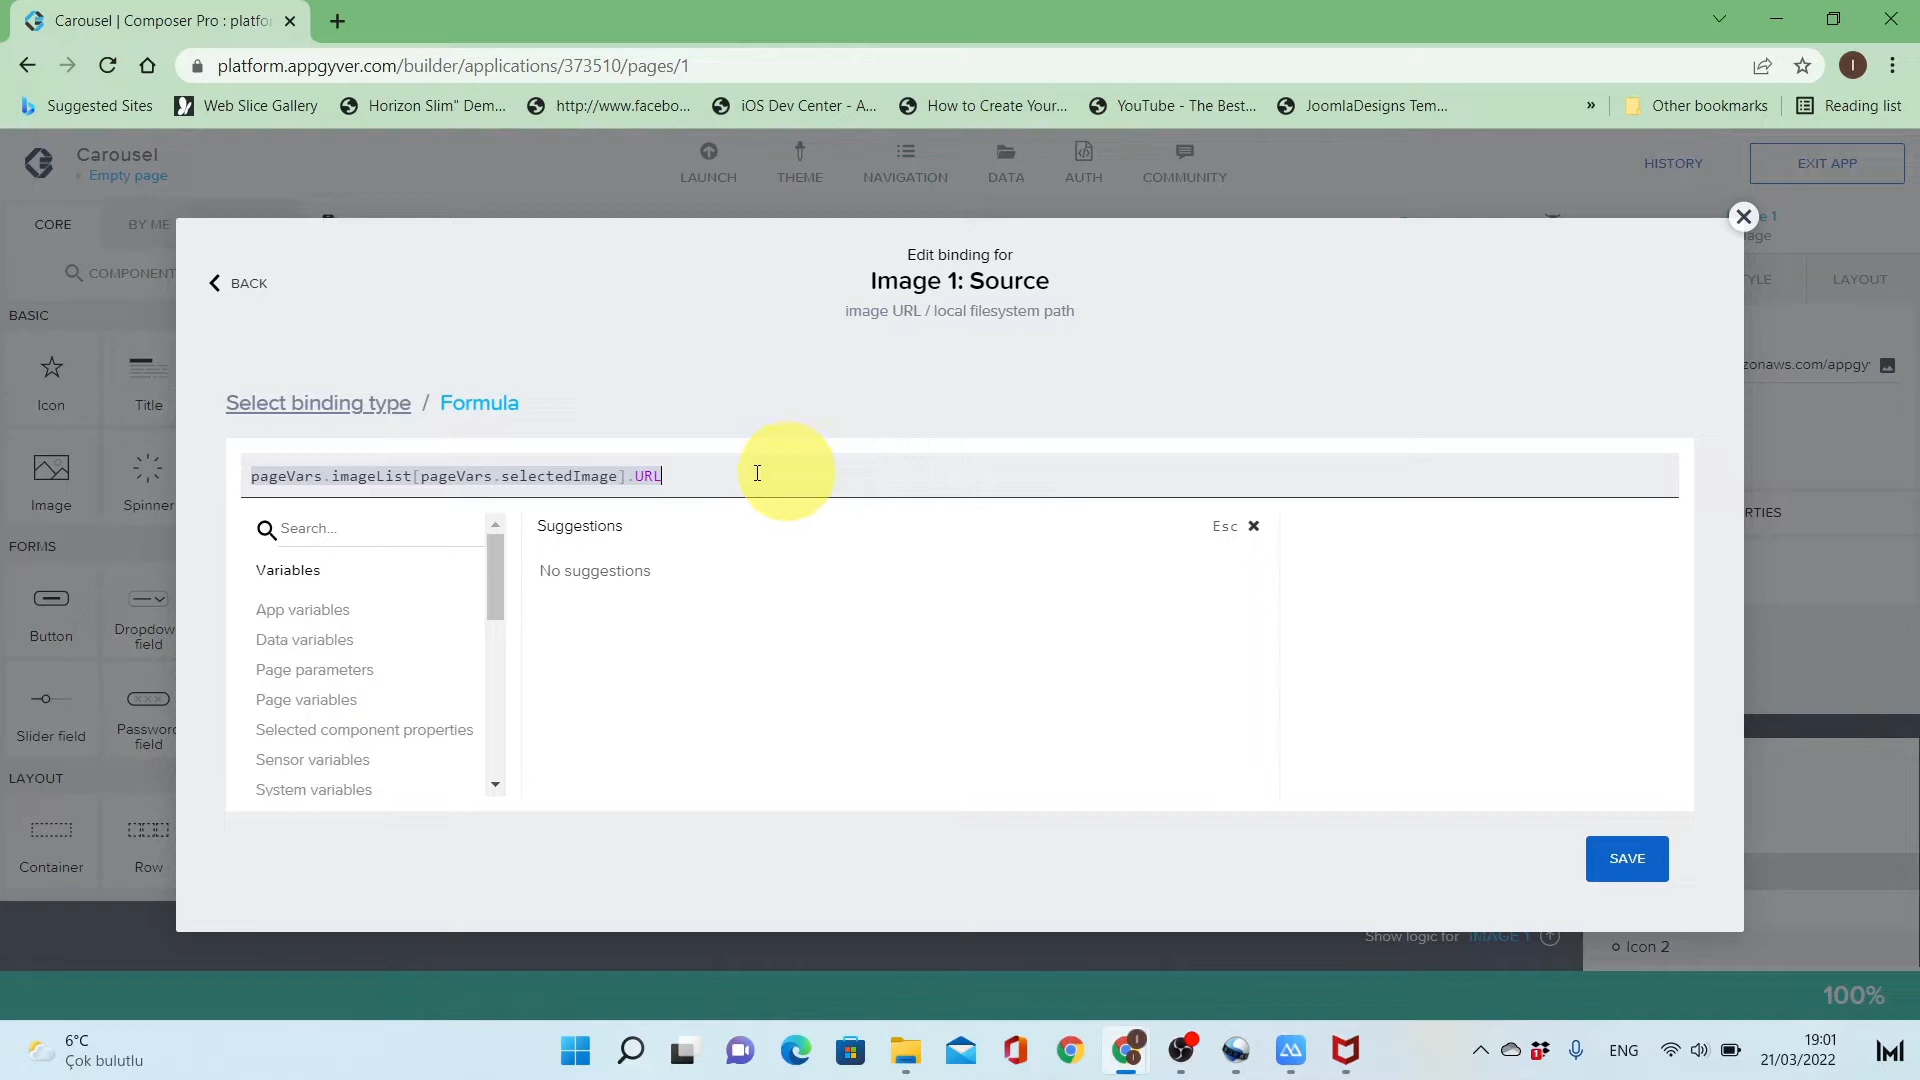 Carousel | Composer Pro : platfo
platform.appgyver.com/builder/applications/373510/pages/1
Suggested Sites
Web Slice Gallery
Horizon Slim" Dem...
http://www.facebo...
iOS Dev Center - A...
How to Create Your...
YouTube - The Best...
JoomlaDesigns Tem...
»
Other bookmarks
Reading list
I
Carousel
Empty page
LAUNCH
THEME
NAVIGATION
DATA
AUTH
COMMUNITY
HISTORY
EXIT APP
CORE
BY ME
COMPONENT
BASIC
Icon
Title
Image
Spinner
FORMS
Button
Dropdow
field
Slider field
Passwor
field
LAYOUT
Container
Row
BACK
Edit binding for
Image 1: Source
image URL / local filesystem path
Select binding type / Formula
pageVars.imageList[pageVars.selectedImage].URL
Search...
Variables
App variables
Data variables
Page parameters
Page variables
Selected component properties
Sensor variables
System variables
Suggestions
Esc
No suggestions
SAVE
e 1
age
YLE
LAYOUT
zonaws.com/appgy
RTIES
Show logic for IMAGE 1
Icon 2
100%
6°C
Çok bulutlu
ENG
19:01
21/03/2022